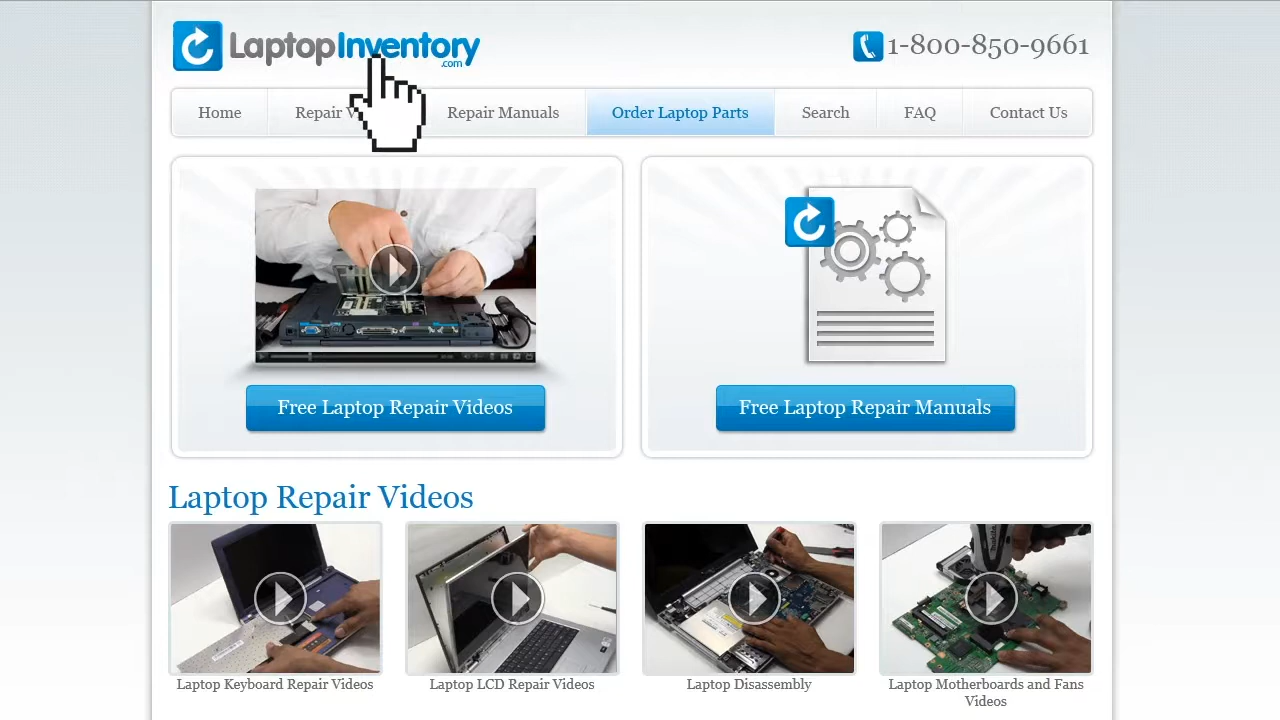 LaptopInventory
.com
1-800-850-9661
Home
Repair V
Repair Manuals
Order Laptop Parts
Search
FAQ
Contact Us
Free Laptop Repair Videos
Free Laptop Repair Manuals
Laptop Repair Videos
Laptop Keyboard Repair Videos
Laptop LCD Repair Videos
Laptop Disassembly
Laptop Motherboards and Fans
Videos